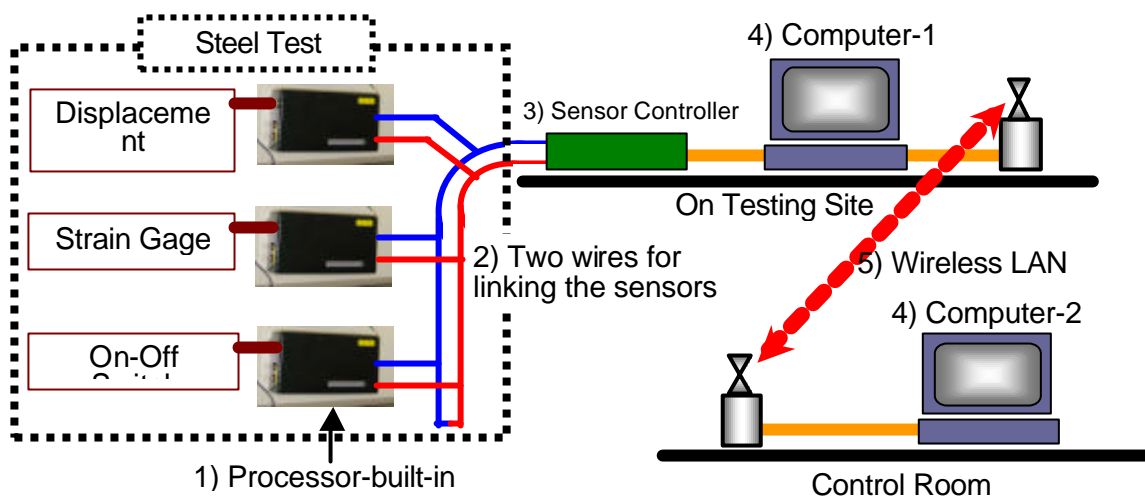 Steel Test
Displaceme
nt
Strain Gage
On-Off
1) Processor-built-in
2) Two wires for
linking the sensors
3) Sensor Controller
4) Computer-1
On Testing Site
5) Wireless LAN
4) Computer-2
Control Room